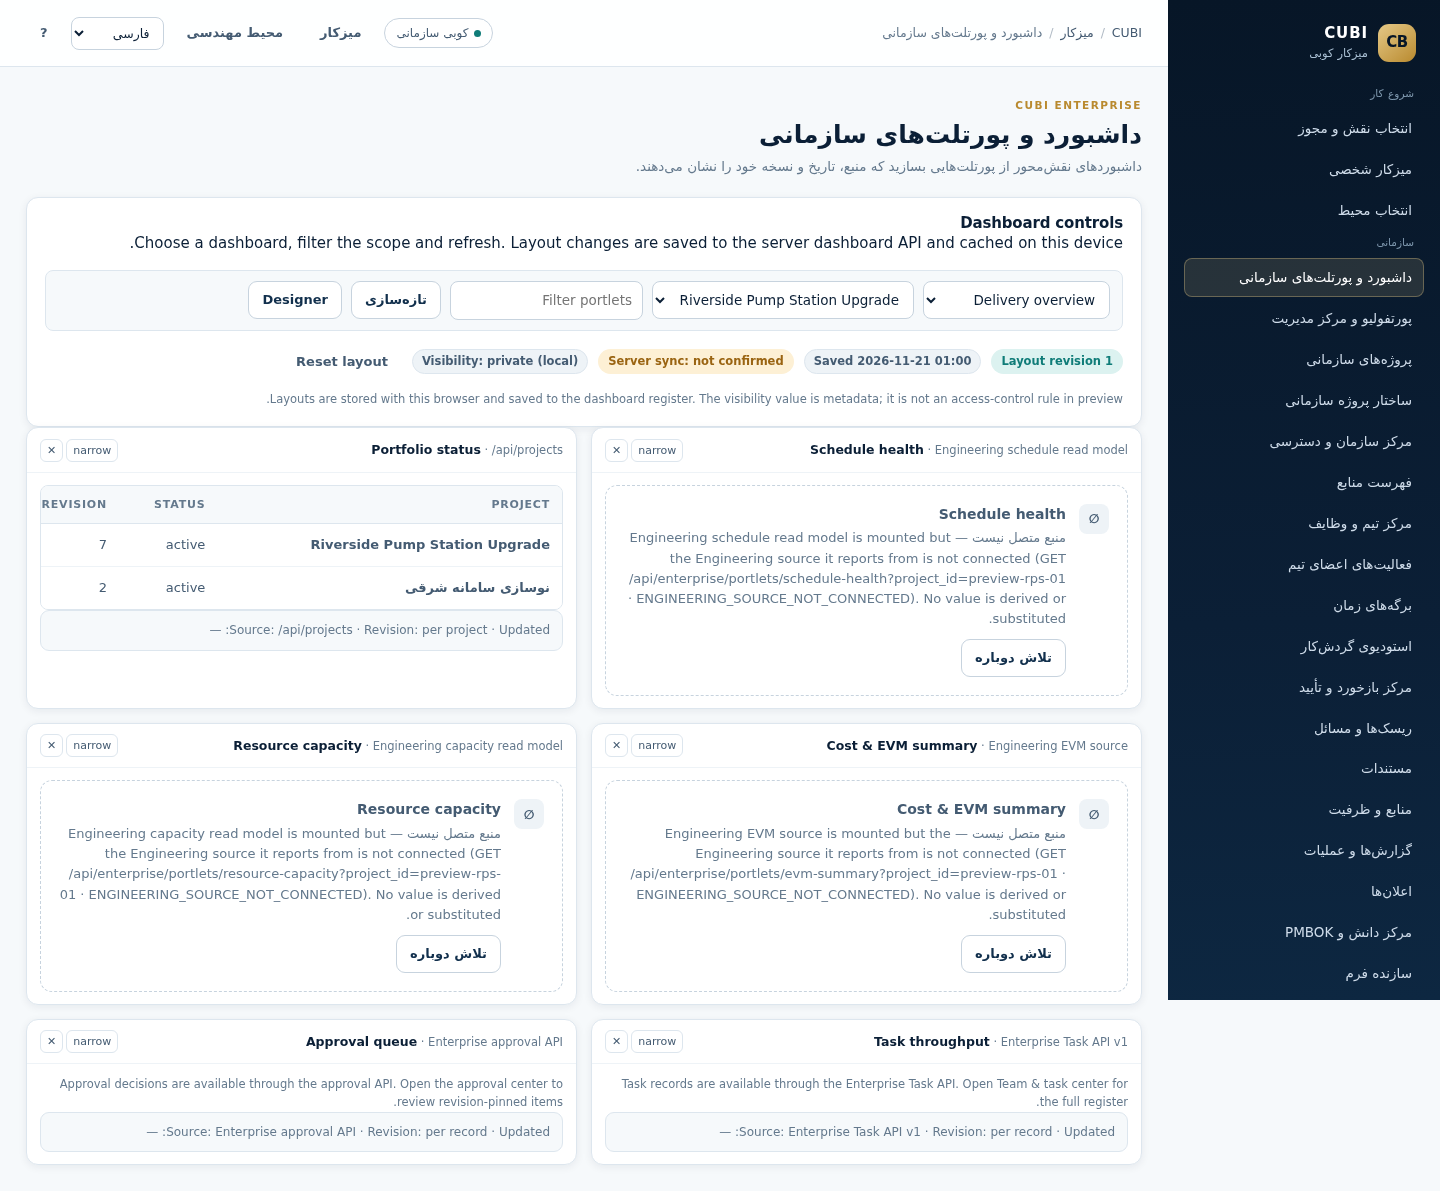 CUBI
میزکار کوبی
CB
شروع کار
انتخاب نقش و مجوز
میزکار شخصی
انتخاب محیط
سازمانی
داشبورد و پورتلت‌های سازمانی
پورتفولیو و مرکز مدیریت
پروژه‌های سازمانی
ساختار پروژه سازمانی
مرکز سازمان و دسترسی
فهرست منابع
مرکز تیم و وظایف
فعالیت‌های اعضای تیم
برگه‌های زمان
استودیوی گردش‌کار
مرکز بازخورد و تأیید
ریسک‌ها و مسائل
مستندات
منابع و ظرفیت
گزارش‌ها و عملیات
اعلان‌ها
مرکز دانش و PMBOK
سازنده فرم
CUBI / میزکار / داشبورد و پورتلت‌های سازمانی
کوبی سازمانی
میزکار
محیط مهندسی
فارسی
?
CUBI ENTERPRISE
داشبورد و پورتلت‌های سازمانی
داشبوردهای نقش‌محور از پورتلت‌هایی بسازید که منبع، تاریخ و نسخه خود را نشان می‌دهند.
Dashboard controls
Choose a dashboard, filter the scope and refresh. Layout changes are saved to the server dashboard API and cached on this device.
Delivery overview
Riverside Pump Station Upgrade
Filter portlets
تازه‌سازی
Designer
Layout revision 1
Saved 2026-11-21 01:00
Server sync: not confirmed
Visibility: private (local)
Reset layout
Layouts are stored with this browser and saved to the dashboard register. The visibility value is metadata; it is not an access-control rule in preview.
Schedule health · Engineering schedule read model
narrow
✕
∅
Schedule health
منبع متصل نیست — Engineering schedule read model is mounted but
the Engineering source it reports from is not connected (GET
/api/enterprise/portlets/schedule-health?project_id=preview-rps-01
· ENGINEERING_SOURCE_NOT_CONNECTED). No value is derived or
substituted.
تلاش دوباره
Portfolio status · /api/projects
narrow
✕
PROJECT STATUS REVISION
Riverside Pump Station Upgrade active 7
نوسازی سامانه شرقی active 2
Source: /api/projects · Revision: per project · Updated: —
Cost & EVM summary · Engineering EVM source
narrow
✕
∅
Cost & EVM summary
منبع متصل نیست — Engineering EVM source is mounted but the
Engineering source it reports from is not connected (GET
/api/enterprise/portlets/evm-summary?project_id=preview-rps-01 ·
ENGINEERING_SOURCE_NOT_CONNECTED). No value is derived or
substituted.
تلاش دوباره
Resource capacity · Engineering capacity read model
narrow
✕
∅
Resource capacity
منبع متصل نیست — Engineering capacity read model is mounted but
the Engineering source it reports from is not connected (GET
/api/enterprise/portlets/resource-capacity?project_id=preview-rps-
01 · ENGINEERING_SOURCE_NOT_CONNECTED). No value is derived
or substituted.
تلاش دوباره
Task throughput · Enterprise Task API v1
narrow
✕
Task records are available through the Enterprise Task API. Open Team & task center for
the full register.
Source: Enterprise Task API v1 · Revision: per record · Updated: —
Approval queue · Enterprise approval API
narrow
✕
Approval decisions are available through the approval API. Open the approval center to
review revision-pinned items.
Source: Enterprise approval API · Revision: per record · Updated: —